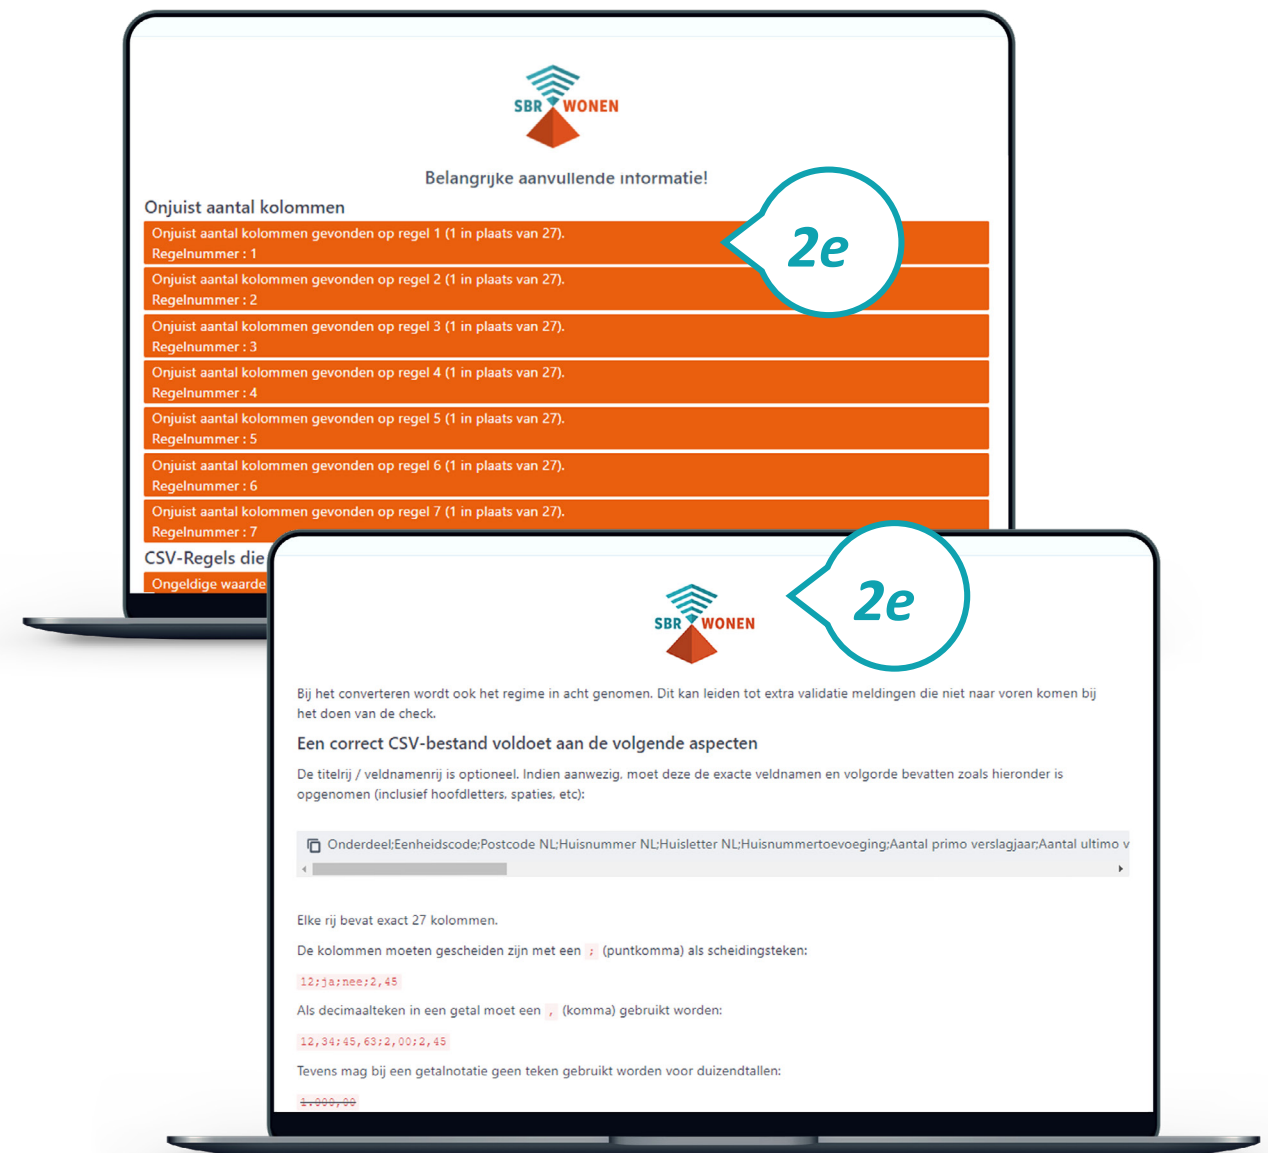 SBR WONEN
Belangrijke aanvullende informatie!
Onjuist aantal kolommen
Onjuist aantal kolommen gevonden op regel 1 (1 in plaats van 27).
Regelnummer : 1
2e
Onjuist aantal kolommen gevonden op regel 2 (1 in plaats van 27).
Regelnummer : 2
Onjuist aantal kolommen gevonden op regel 3 (1 in plaats van 27).
Regelnummer : 3
Onjuist aantal kolommen gevonden op regel 4 (1 in plaats van 27).
Regelnummer : 4
Onjuist aantal kolommen gevonden op regel 5 (1 in plaats van 27).
Regelnummer : 5
Onjuist aantal kolommen gevonden op regel 6 (1 in plaats van 27).
Regelnummer : 6
Onjuist aantal kolommen gevonden op regel 7 (1 in plaats van 27).
Regelnummer : 7
CSV-Regels die
Ongeldige waarde
SBR WONEN
2e
Bij het converteren wordt ook het regime in acht genomen. Dit kan leiden tot extra validatie meldingen die niet naar voren komen bij
het doen van de check.
Een correct CSV-bestand voldoet aan de volgende aspecten
De titelrij / veldnamenrij is optioneel. Indien aanwezig, moet deze de exacte veldnamen en volgorde bevatten zoals hieronder is
opgenomen (inclusief hoofdletters, spaties, etc):
Onderdeel;Eenheidscode;Postcode NL;Huisnummer NL;Huisletter NL;Huisnummertoevoeging;Aantal primo verslagjaar;Aantal ultimo v
Elke rij bevat exact 27 kolommen.
De kolommen moeten gescheiden zijn met een ; (puntkomma) als scheidingsteken:
12;ja;nee;2,45
Als decimaalteken in een getal moet een , (komma) gebruikt worden:
12,34;45,63;2,00;2,45
Tevens mag bij een getalnotatie geen teken gebruikt worden voor duizendtallen:
1.000,00